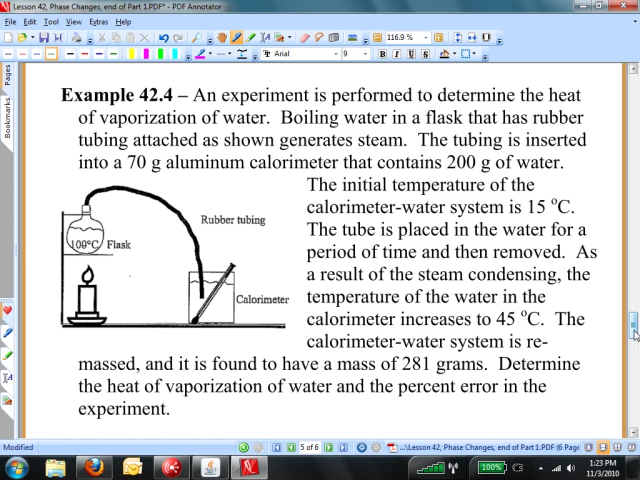 Lesson 42, Phase Changes, end of Part 1.PDF* - PDF Annotator
File Edit Tool View Extras Help
116.9 %
Arial 9
B I U S
Pages
Bookmarks
Example 42.4 – An experiment is performed to determine the heat
of vaporization of water. Boiling water in a flask that has rubber
tubing attached as shown generates steam. The tubing is inserted
into a 70 g aluminum calorimeter that contains 200 g of water.
The initial temperature of the
calorimeter-water system is 15 °C.
The tube is placed in the water for a
period of time and then removed. As
a result of the steam condensing, the
temperature of the water in the
calorimeter increases to 45 °C. The
calorimeter-water system is re-
massed, and it is found to have a mass of 281 grams. Determine
the heat of vaporization of water and the percent error in the
experiment.
Rubber tubing
100°C Flask
Calorimeter
Modified
5 of 6
...\Lesson 42, Phase Changes, end of Part 1.PDF (6 Page
100%
1:23 PM
11/3/2010